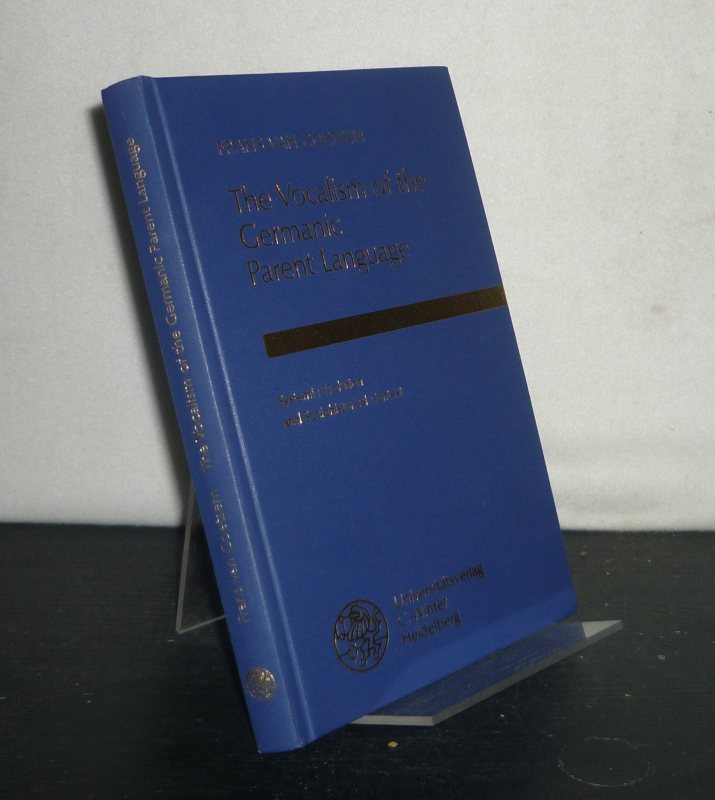 FRANS VAN COETSEM
The Vocalism of the
Germanic
Parent Language
Systemic Evolution
and Sociohistorical Context
Universitätsverlag
C. Winter
Heidelberg
Frans van Coetsem The Vocalism of the Germanic Parent Language